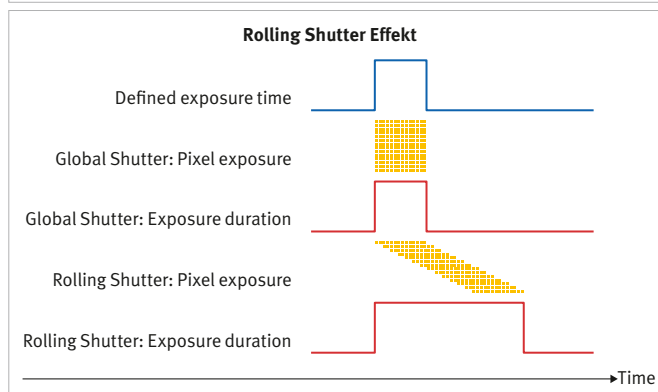 Rolling Shutter Effekt
Defined exposure time
Global Shutter: Pixel exposure
Global Shutter: Exposure duration
Rolling Shutter: Pixel exposure
Rolling Shutter: Exposure duration
Time